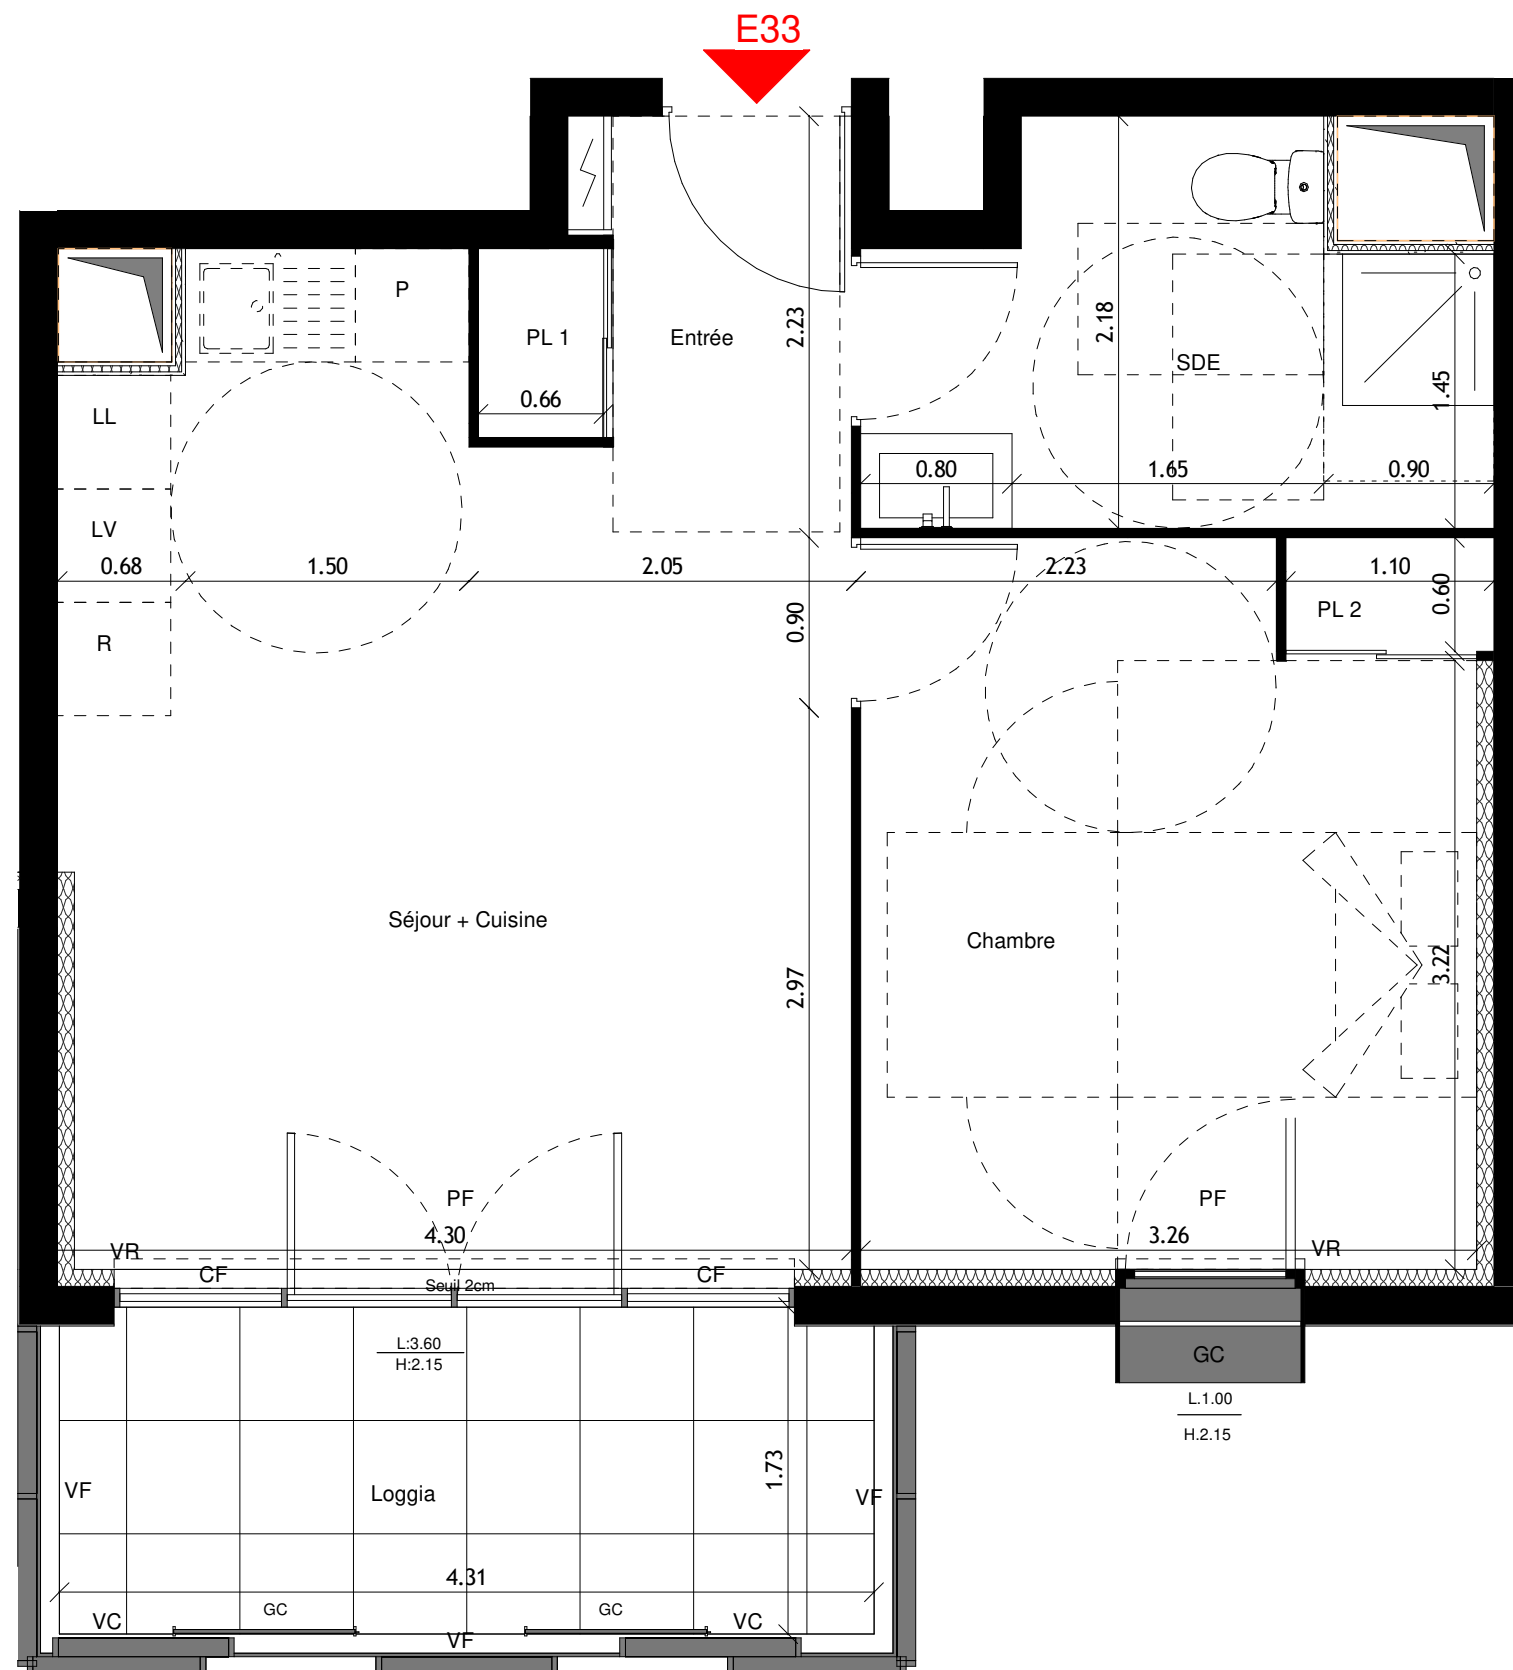 E33
P
PL 1
Entrée
2.23
2.18
SDE
1.45
0.66
LL
LV
0.80
1.65
0.90
0.68
1.50
2.05
2.23
1.10
0.90
0.60
PL 2
R
Séjour + Cuisine
Chambre
3.22
2.97
PF
PF
4.30
3.26
VR
VR
CF
CF
Seuil 2cm
L:3.60
H:2.15
GC
L.1.00
H.2.15
1.73
VF
Loggia
VF
4.31
GC
GC
VC
VC
VF